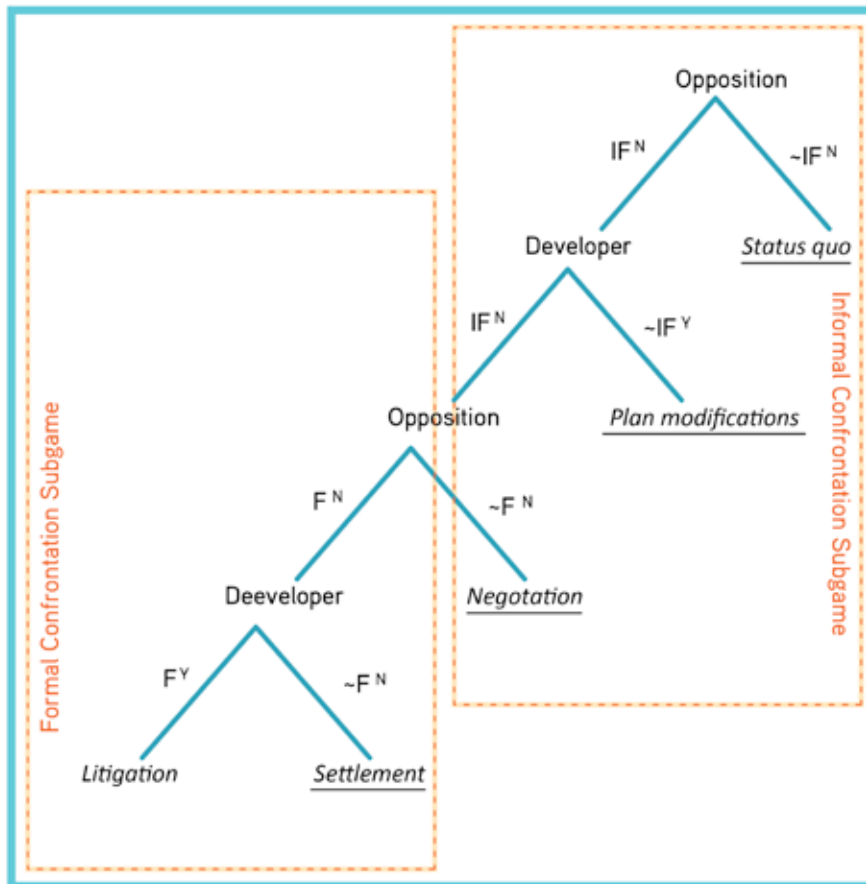 Opposition
IF N
~IF N
Developer
Status quo
IF N
~IF Y
Opposition
Plan modifications
F N
~F N
Deeveloper
Negotation
F Y
~F N
Litigation
Settlement
Formal Confrontation Subgame
Informal Confrontation Subgame